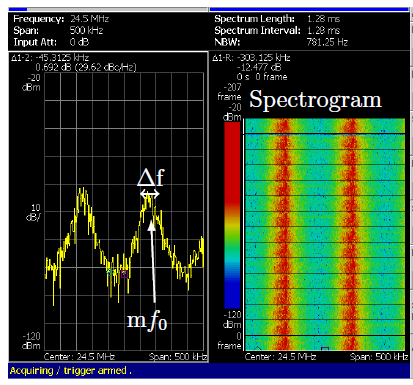 Frequency: 24.5 MHz
Span: 500 kHz
Input Att: 0 dB
Spectrum Length: 1.28 ms
Spectrum Interval: 1.28 ms
NBW: 781.25 Hz
Δ1-2: -45.3125 kHz
0.692 dB (29.62 dBc/Hz)
-20
dBm
10
dB/
-120
dBm
Center: 24.5 MHz Span: 500 kHz
Δf
mf₀
Δ1-R: -303.125 kHz
-12.477 dB
0 s 0 frame
-207
frame
-20
dBm
Spectrogram
-120
dBm
0
frame
Center: 24.5 MHz Span: 500 kHz
Acquiring / trigger armed .